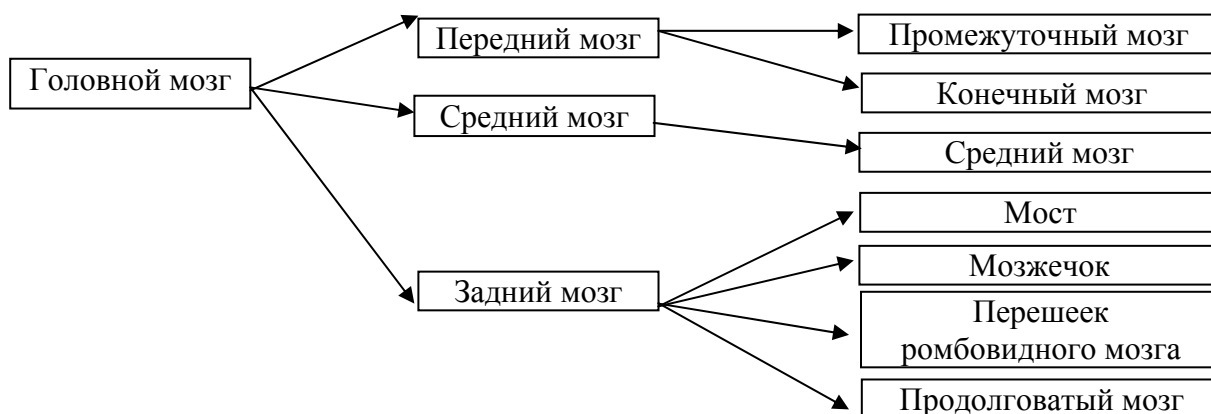 Головной мозг
Передний мозг
Средний мозг
Задний мозг
Промежуточный мозг
Конечный мозг
Средний мозг
Мост
Мозжечок
Перешеек
ромбовидного мозга
Продолговатый мозг